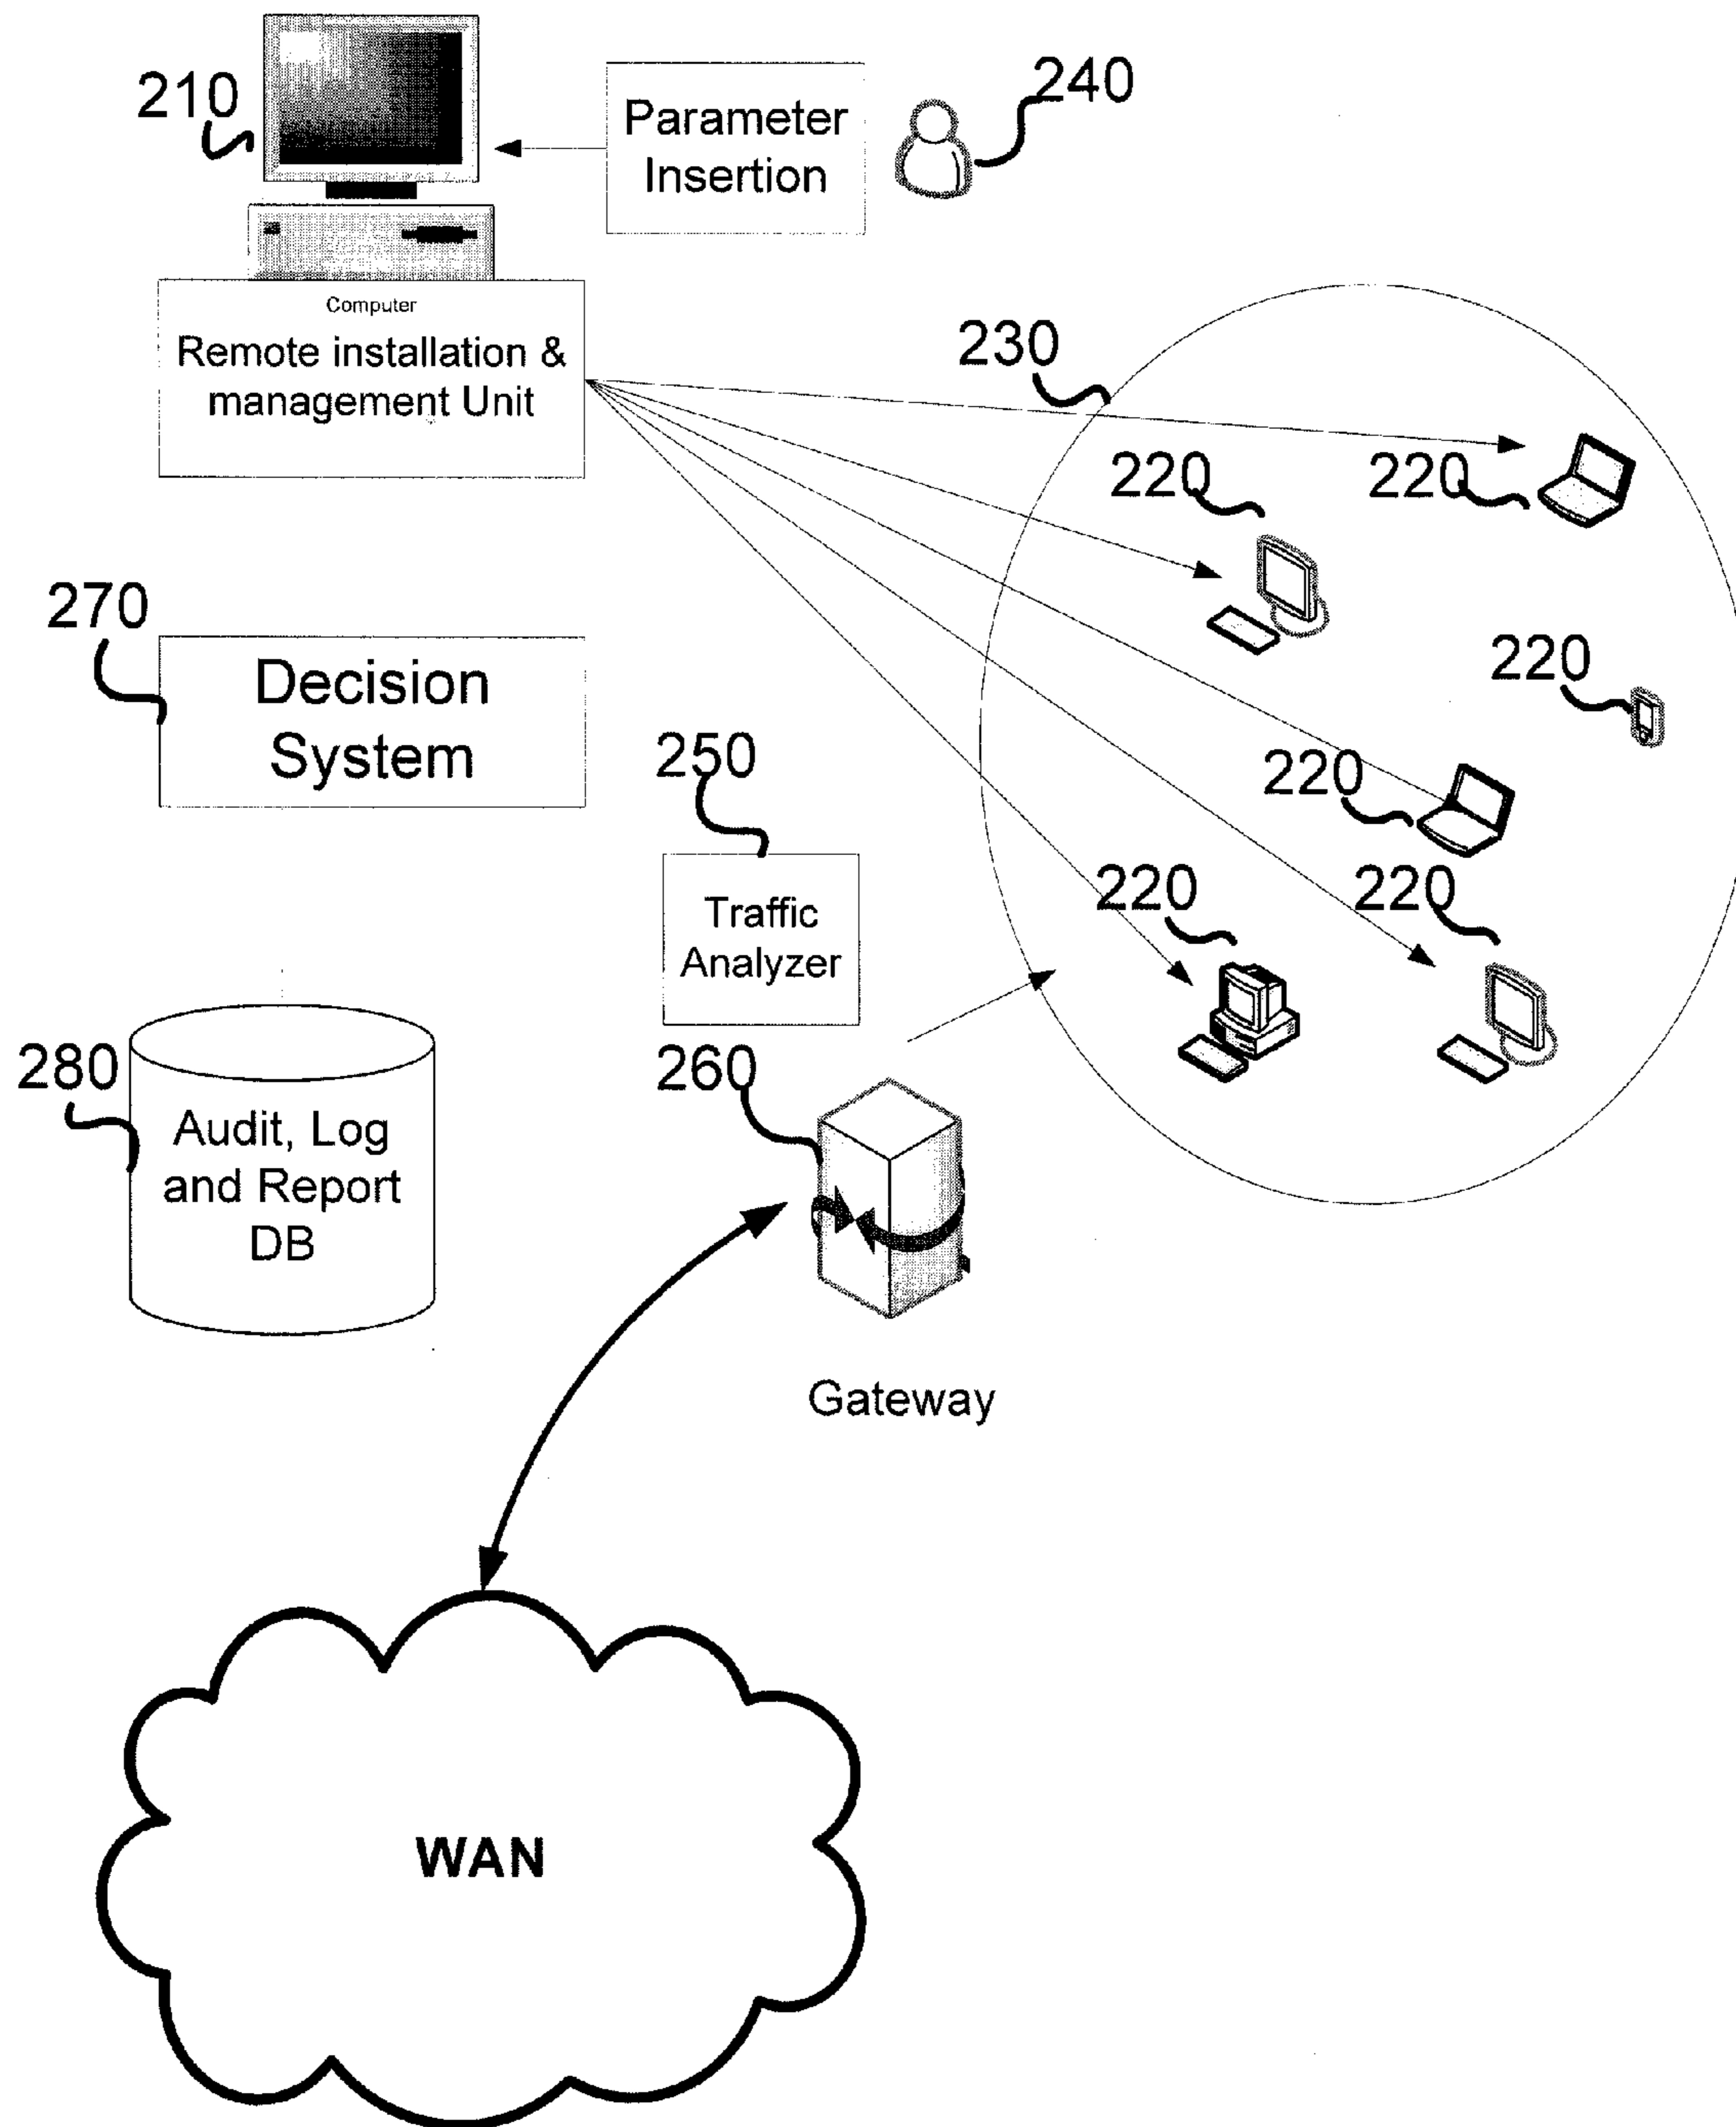 210
Parameter
Insertion
240
Computer
Remote installation &
management Unit
230
220
220
270
Decision
System
220
250
220
Traffic
Analyzer
220
220
280
Audit, Log
and Report
DB
260
Gateway
WAN